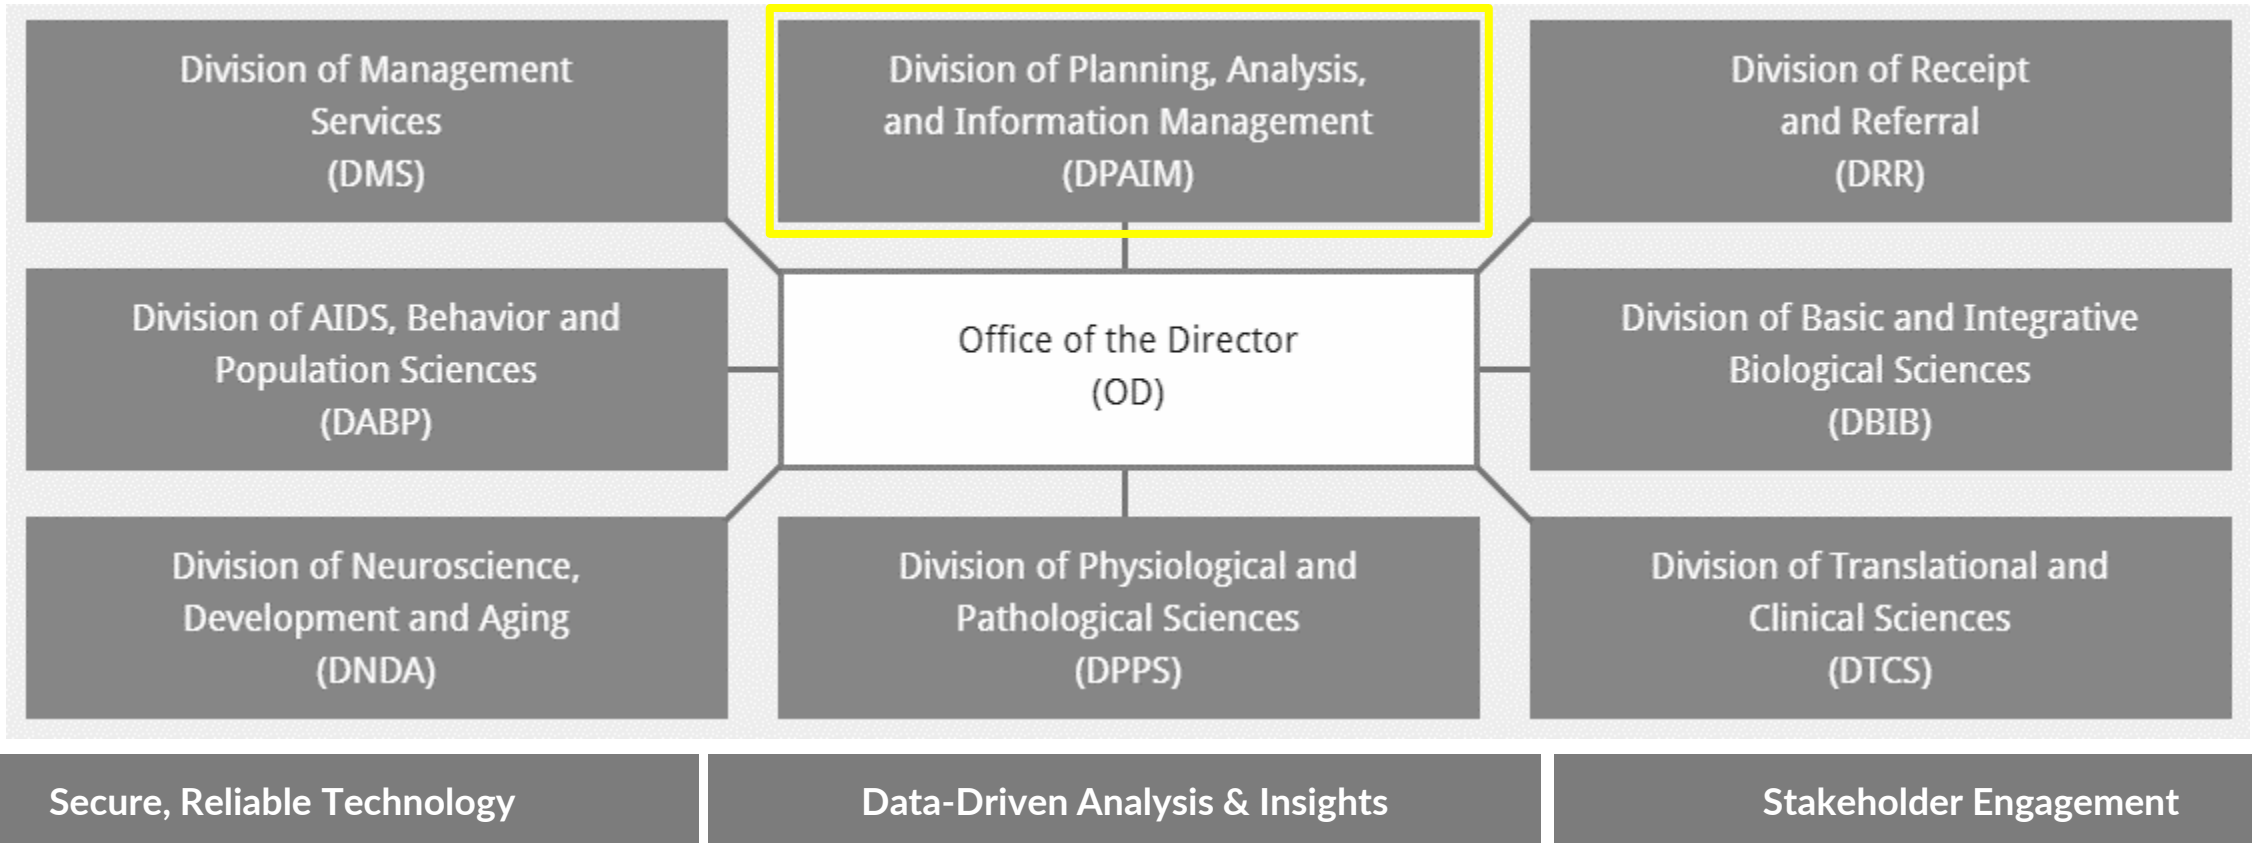 Division of Management
Services
(DMS)
Division of Planning, Analysis,
and Information Management
(DPAIM)
Division of Receipt
and Referral
(DRR)
Division of AIDS, Behavior and
Population Sciences
(DABP)
Office of the Director
(OD)
Division of Basic and Integrative
Biological Sciences
(DBIB)
Division of Neuroscience,
Development and Aging
(DNDA)
Division of Physiological and
Pathological Sciences
(DPPS)
Division of Translational and
Clinical Sciences
(DTCS)
Secure, Reliable Technology
Data-Driven Analysis & Insights
Stakeholder Engagement